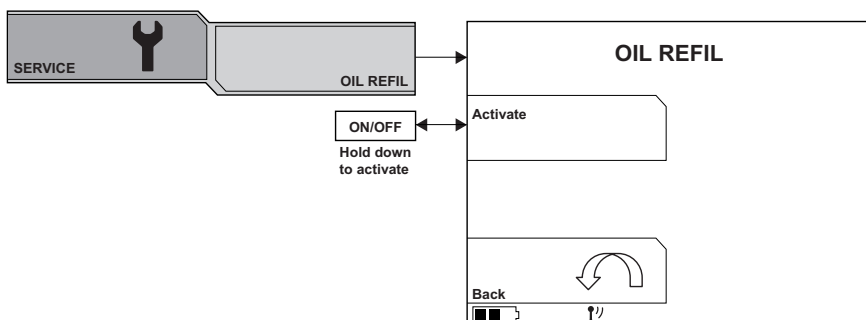 SERVICE
OIL REFIL
OIL REFIL
ON/OFF
Hold down
to activate
Activate
Back